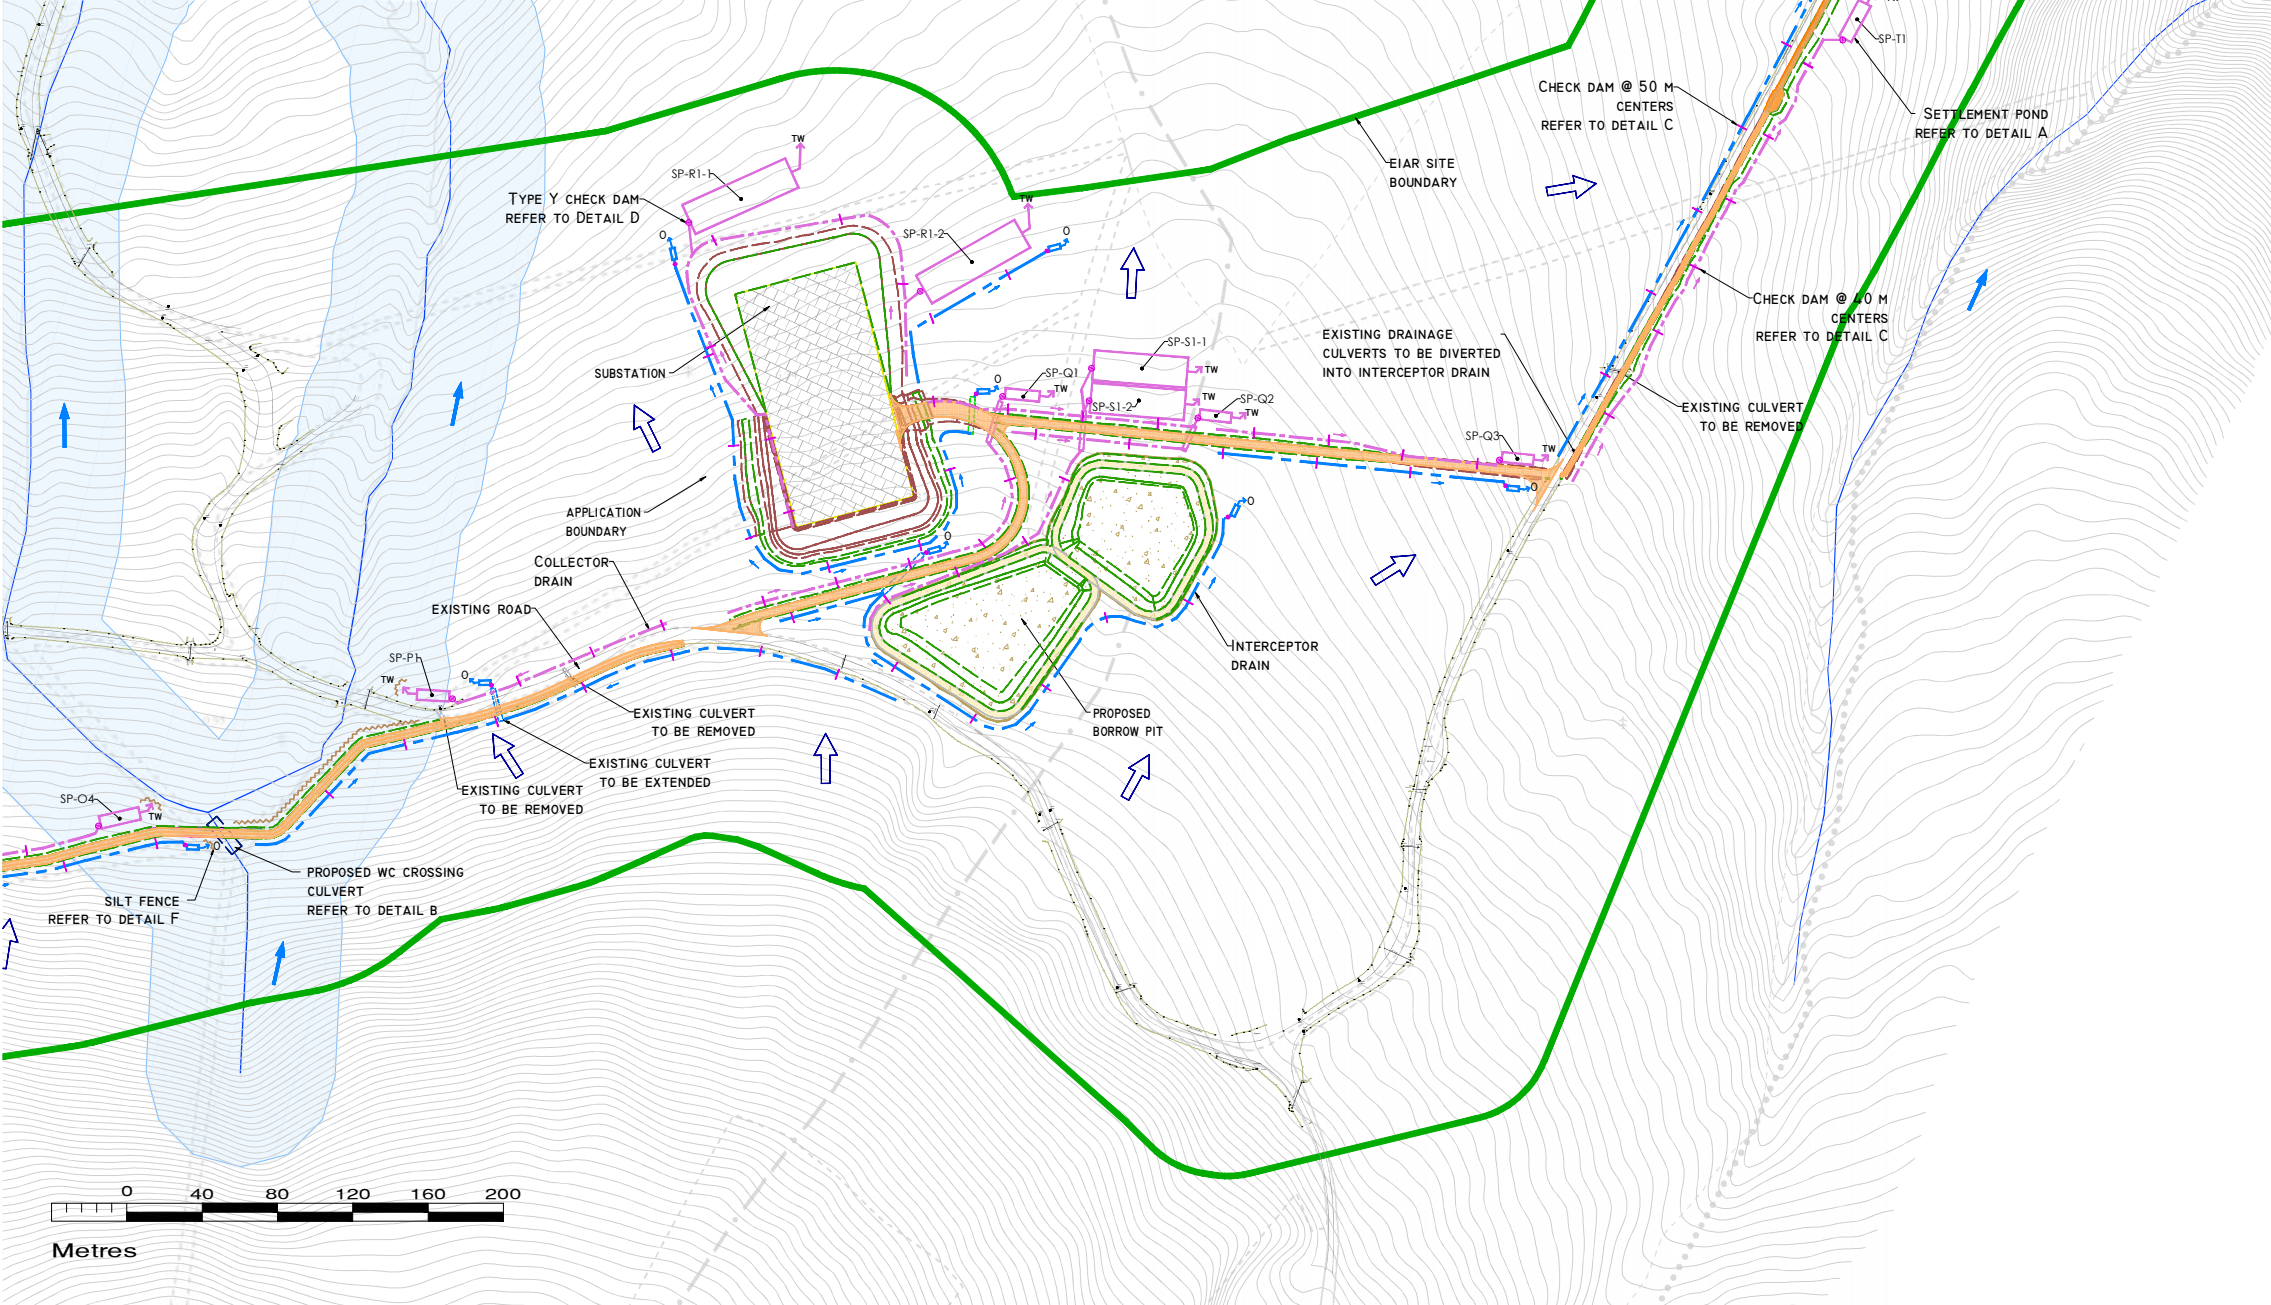 SP-T1
CHECK DAM @ 50 M
CENTERS
REFER TO DETAIL C
SETTLEMENT POND
REFER TO DETAIL A
EIAR SITE
BOUNDARY
TW
SP-R1-1
TYPE Y CHECK DAM
REFER TO DETAIL D
TW
SP-R1-2
O
O
CHECK DAM @ 40 M
CENTERS
REFER TO DETAIL C
EXISTING DRAINAGE
CULVERTS TO BE DIVERTED
INTO INTERCEPTOR DRAIN
SUBSTATION
SP-S1-1
TW
SP-Q1
TW
O
SP-S1-2
TW
SP-Q2
TW
EXISTING CULVERT
TO BE REMOVED
SP-Q3
TW
O
O
APPLICATION
BOUNDARY
O
COLLECTOR
DRAIN
EXISTING ROAD
INTERCEPTOR
DRAIN
SP-P1
TW
O
EXISTING CULVERT
TO BE REMOVED
PROPOSED
BORROW PIT
EXISTING CULVERT
TO BE EXTENDED
EXISTING CULVERT
TO BE REMOVED
SP-O4
TW
O
PROPOSED WC CROSSING
CULVERT
REFER TO DETAIL B
SILT FENCE
REFER TO DETAIL F
0 40 80 120 160 200
Metres